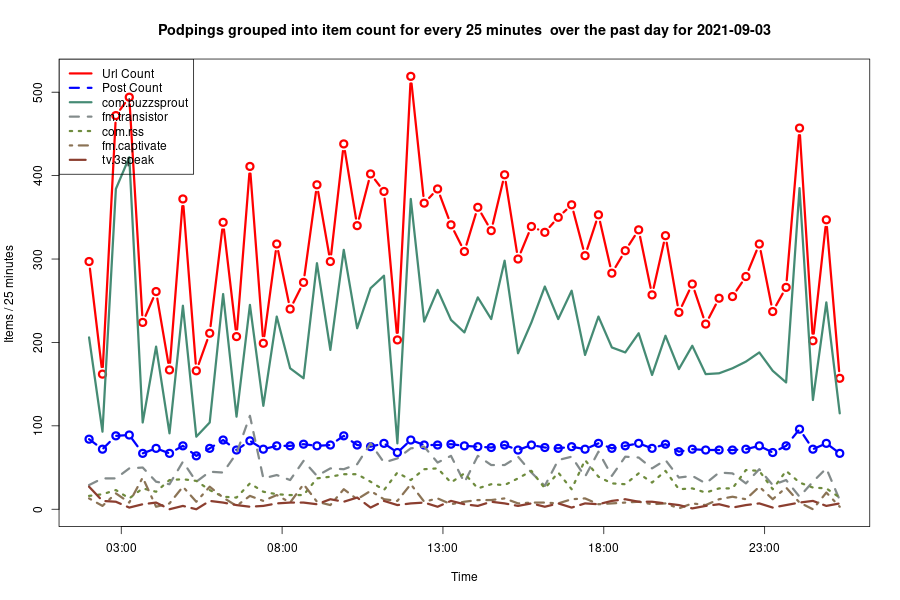 Podpings grouped into item count for every 25 minutes  over the past day for 2021-09-03
Url Count
Post Count
com.buzzsprout
fm.transistor
com.rss
fm.captivate
tv.3speak
Items / 25 minutes
500
400
300
200
100
0
03:00 08:00 13:00 18:00 23:00
Time